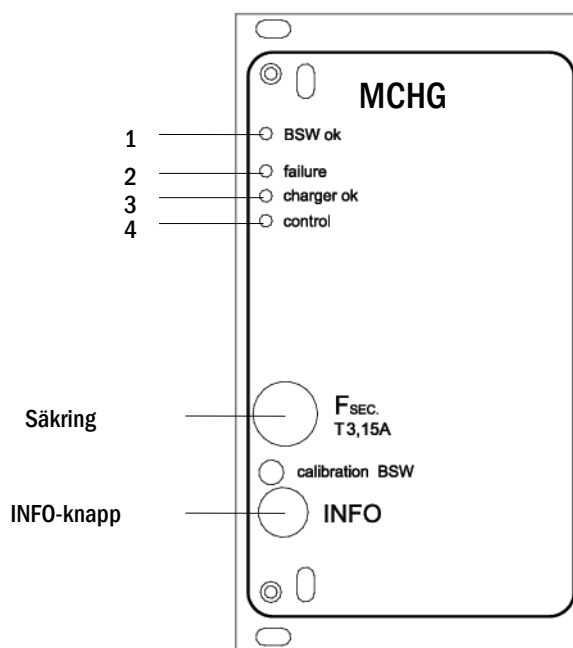 MCHG
1 BSW ok
2 failure
3 charger ok
4 control
Säkring
FSEC.
T3,15A
calibration BSW
INFO-knapp INFO